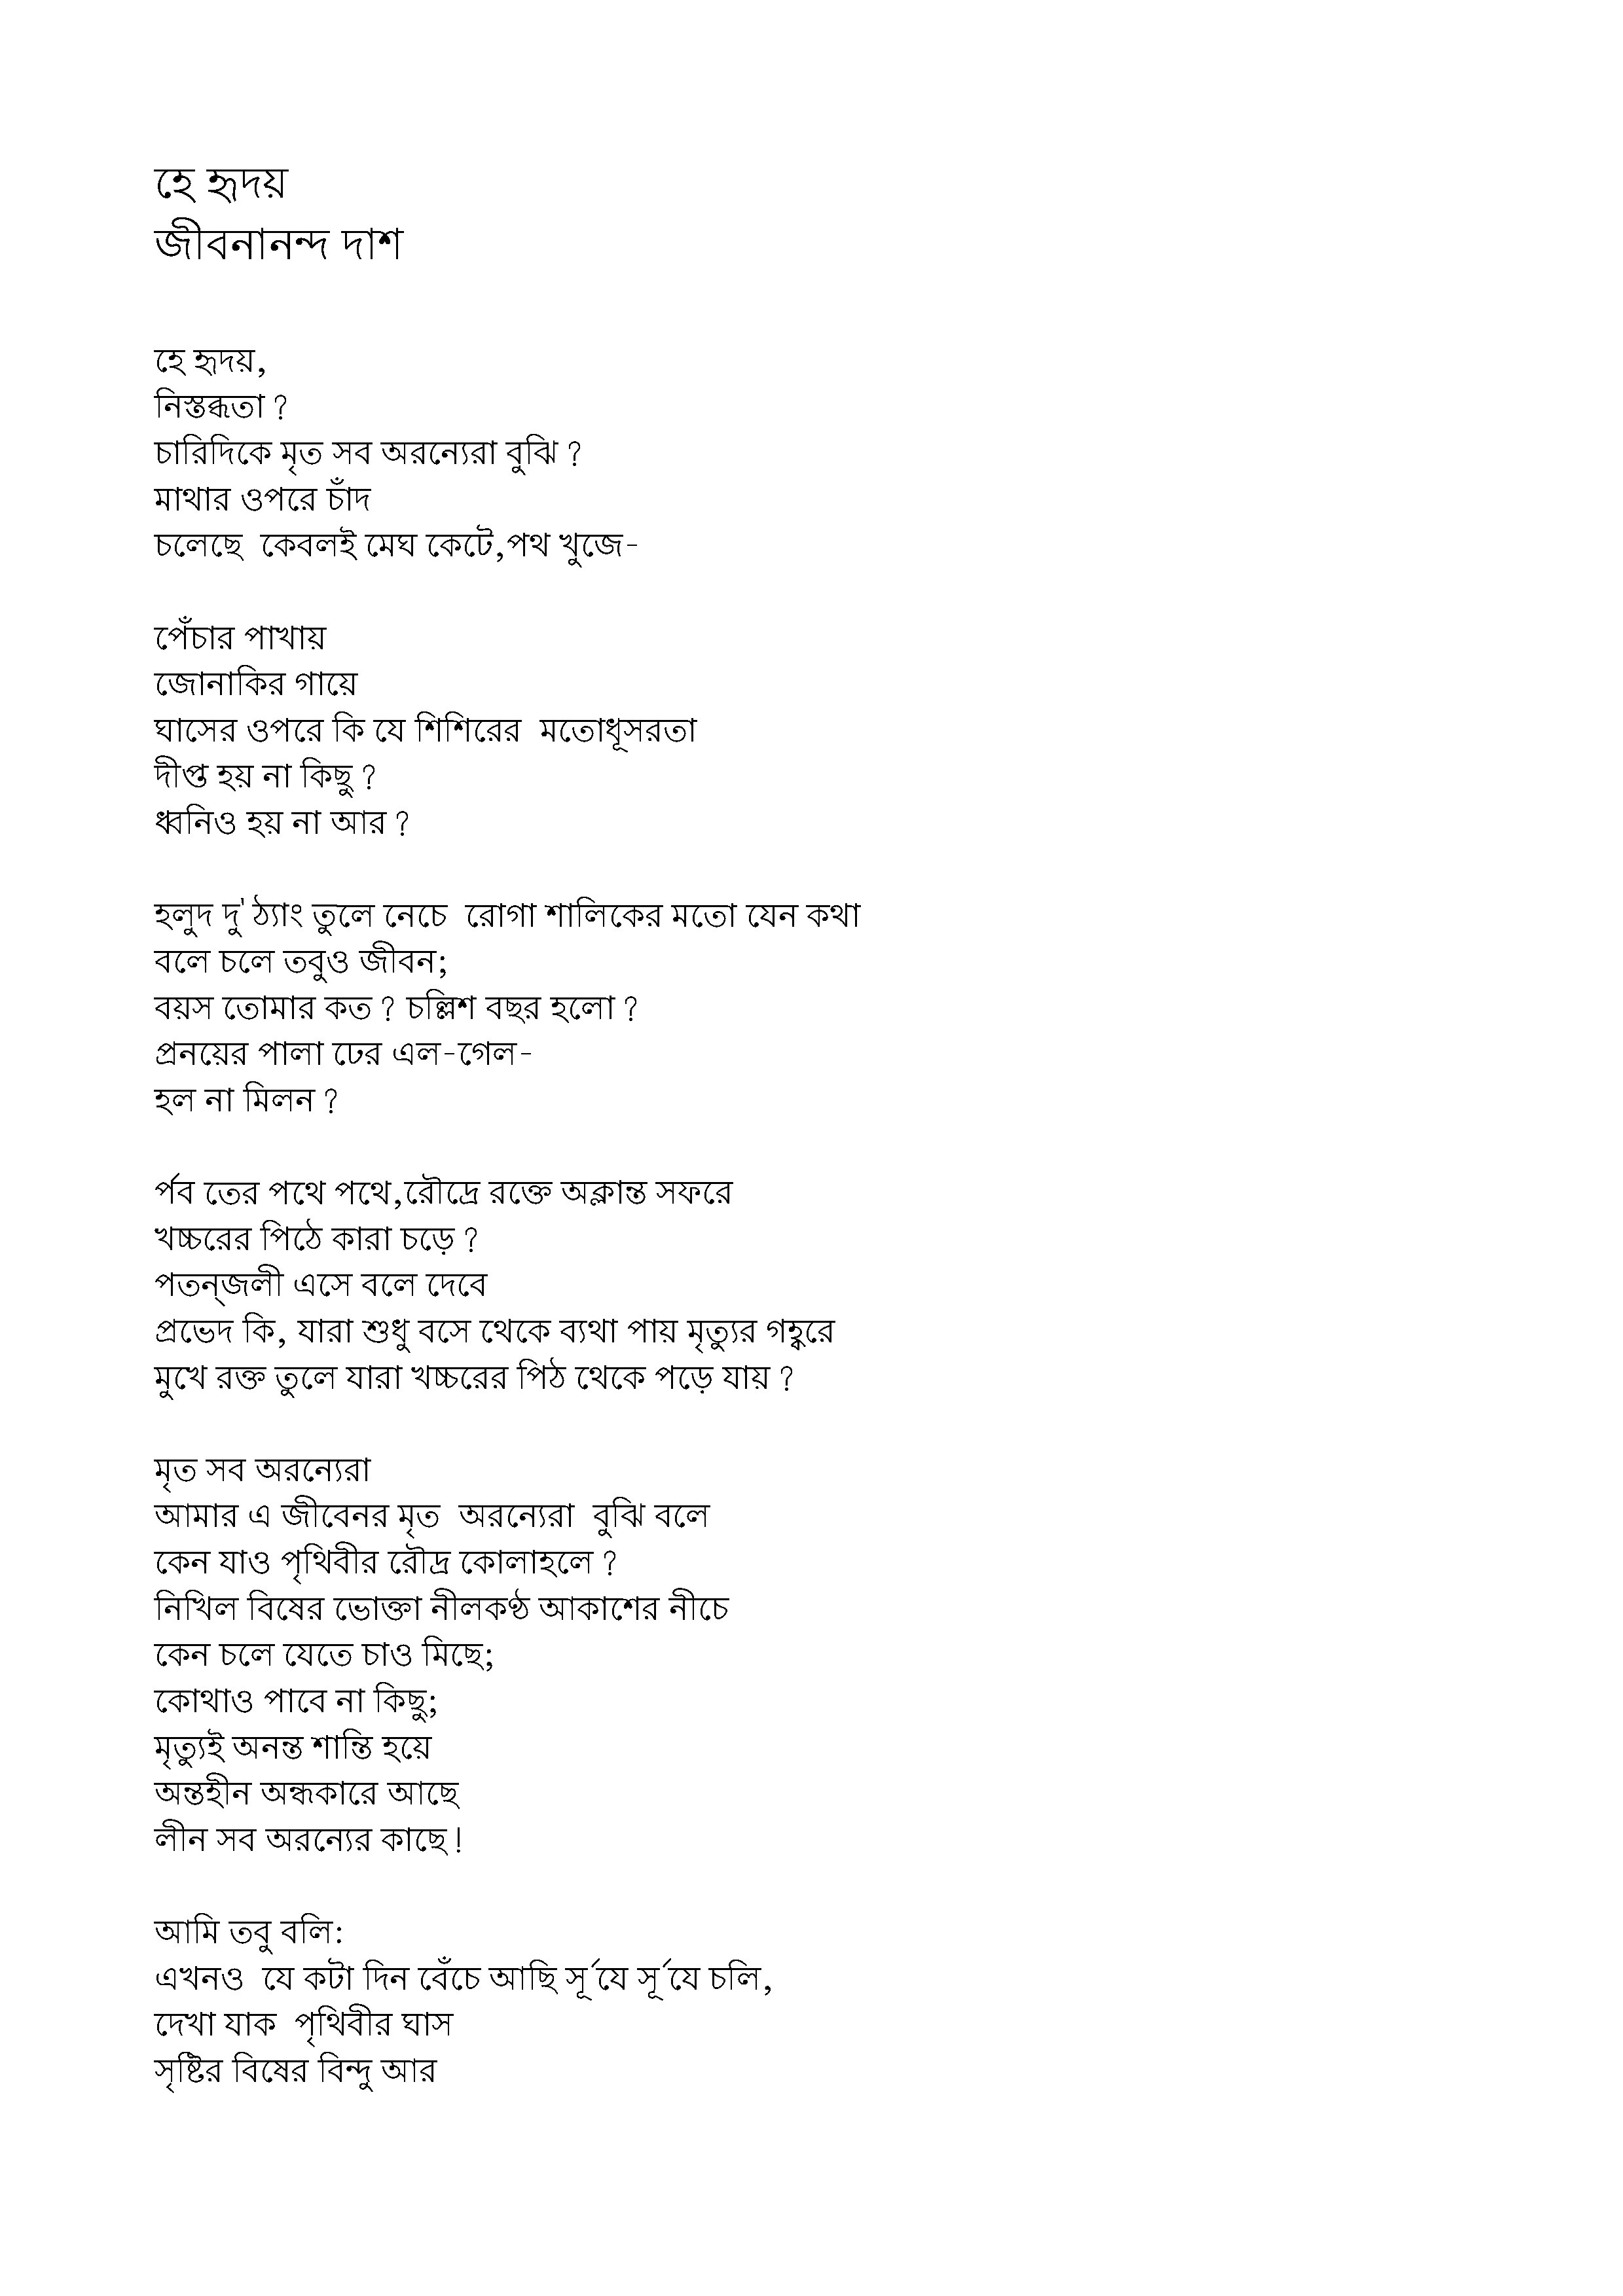 হে হৃদয়
জীবনানন্দ দাশ
হে হৃদয়,
নিস্তব্ধতা ?
চারিদিকে মৃত সব অরন্যেরা বুঝি ?
মাথার ওপরে চাঁদ
চলেছে কেবলই মেঘ কেটে,পথ খুজে-
পেঁচার পাখায়
জোনাকির গায়ে
ঘাসের ওপরে কি যে শিশিরের মতোধূসরতা
দীপ্ত হয় না কিছু ?
ধ্বনিও হয় না আর ?
হলুদ দু' ঠ্যাং তুলে নেচে রোগা শালিকের মতো যেন কথা
বলে চলে তবুও জীবন;
বয়স তোমার কত ? চল্লিশ বছর হলো ?
প্রনয়ের পালা ঢের এল-গেল-
হল না মিলন ?
র্পব তের পথে পথে,রৌদ্রে রক্তে অক্লান্ত সফরে
খচ্চরের পিঠে কারা চড়ে ?
পতন্‌জলী এসে বলে দেবে
প্রভেদ কি, যারা শুধু বসে থেকে ব্যথা পায় মৃত্যুর গহ্বরে
মুখে রক্ত তুলে যারা খচ্চরের পিঠ থেকে পড়ে যায় ?
মৃত সব অরন্যেরা
আমার এ জীবেনর মৃত অরন্যেরা বুঝি বলে
কেন যাও পৃথিবীর রৌদ্র কোলাহলে ?
নিখিল বিষের ভোক্তা নীলকণ্ঠ আকাশের নীচে
কেন চলে যেতে চাও মিছে;
কোথাও পাবে না কিছু;
মৃত্যুই অনন্ত শান্তি হয়ে
অন্তহীন অন্ধকারে আছে
লীন সব অরন্যের কাছে!
আমি তবু বলি:
এখনও যে কটা দিন বেঁচে আছি সূর্যে সূর্যে চলি,
দেখা যাক পৃথিবীর ঘাস
সৃষ্টির বিষের বিন্দু আর